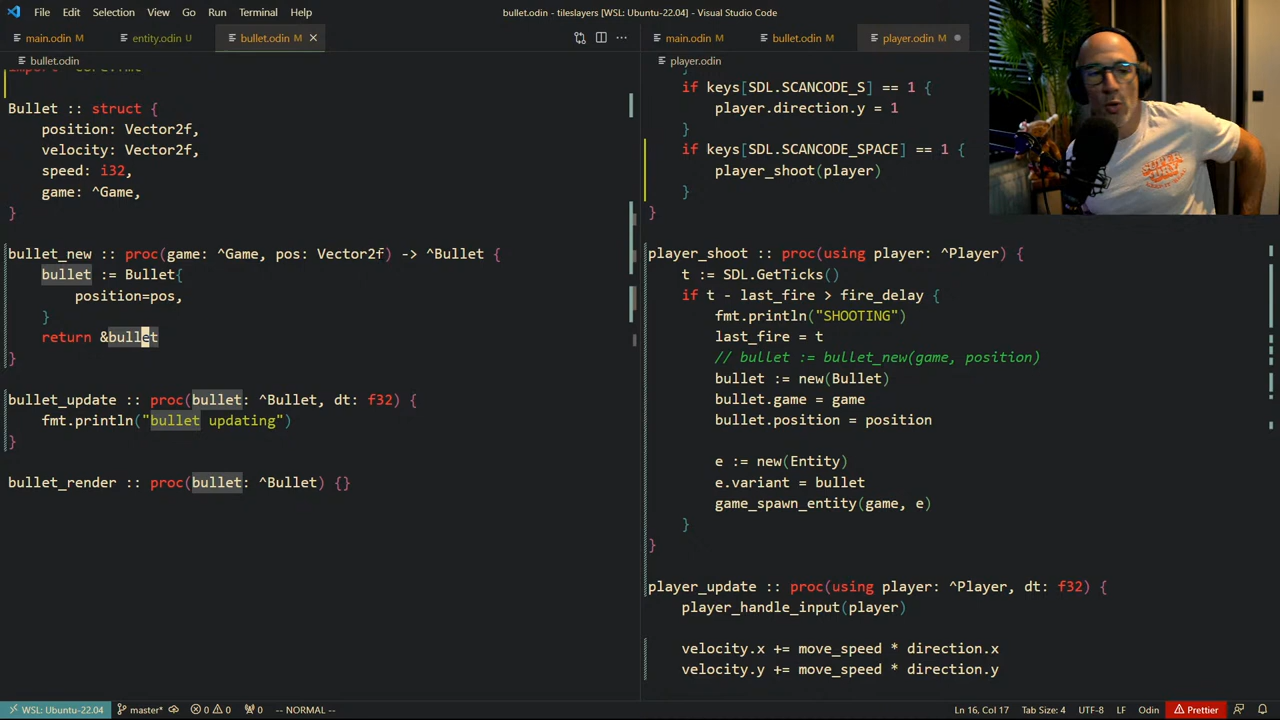 File Edit Selection View Go Run Terminal Help
bullet.odin - tileslayers [WSL: Ubuntu-22.04] - Visual Studio Code
main.odin M
entity.odin U
bullet.odin M
bullet.odin
Bullet :: struct {
position: Vector2f,
velocity: Vector2f,
speed: i32,
game: ^Game,
}
bullet_new :: proc(game: ^Game, pos: Vector2f) -> ^Bullet {
bullet := Bullet{
position=pos,
}
return &bullet
}
bullet_update :: proc(bullet: ^Bullet, dt: f32) {
fmt.println("bullet updating")
}
bullet_render :: proc(bullet: ^Bullet) {}
main.odin M
bullet.odin M
player.odin M
player.odin
}
if keys[SDL.SCANCODE_S] == 1 {
player.direction.y = 1
}
if keys[SDL.SCANCODE_SPACE] == 1 {
player_shoot(player)
}
}
player_shoot :: proc(using player: ^Player) {
t := SDL.GetTicks()
if t - last_fire > fire_delay {
fmt.println("SHOOTING")
last_fire = t
// bullet := bullet_new(game, position)
bullet := new(Bullet)
bullet.game = game
bullet.position = position
e := new(Entity)
e.variant = bullet
game_spawn_entity(game, e)
}
}
player_update :: proc(using player: ^Player, dt: f32) {
player_handle_input(player)
velocity.x += move_speed * direction.x
velocity.y += move_speed * direction.y
WSL: Ubuntu-22.04 master* 0 0 0 -- NORMAL -- Ln 16, Col 17 Tab Size: 4 UTF-8 LF Odin Prettier